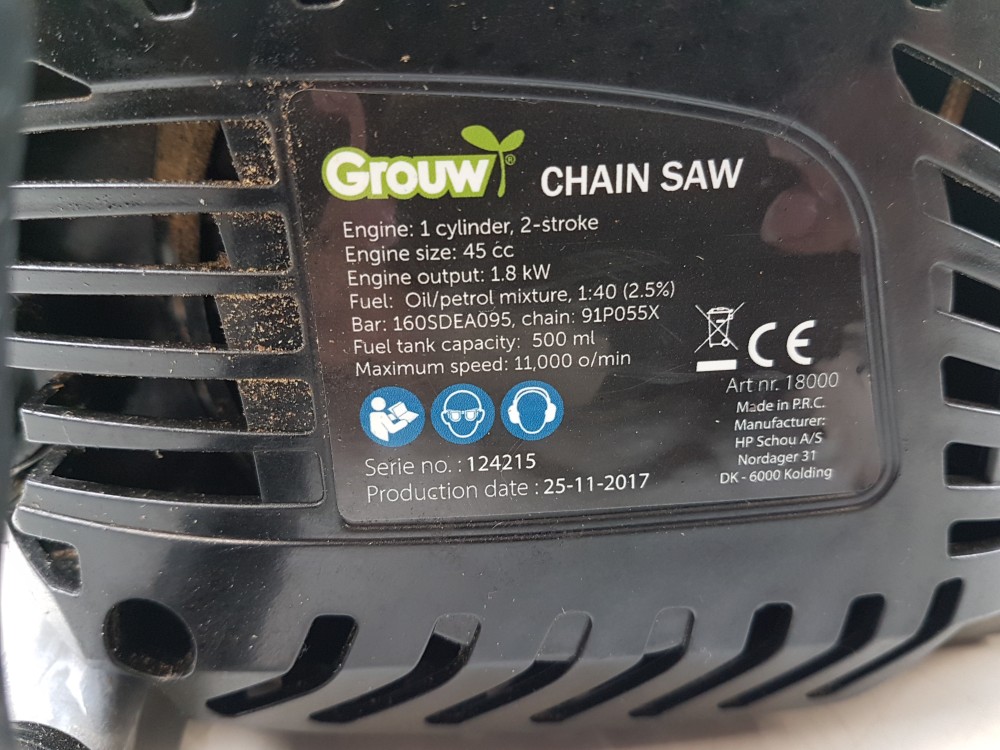 Grouw ® CHAIN SAW
Engine: 1 cylinder, 2-stroke
Engine size: 45 cc
Engine output: 1.8 kW
Fuel: Oil/petrol mixture, 1:40 (2.5%)
Bar: 160SDEA095, chain: 91P055X
Fuel tank capacity: 500 ml
Maximum speed: 11,000 o/min
CE
Art nr. 18000
Made in P.R.C.
Manufacturer:
HP Schou A/S
Nordager 31
DK - 6000 Kolding
Serie no. : 124215
Production date : 25-11-2017